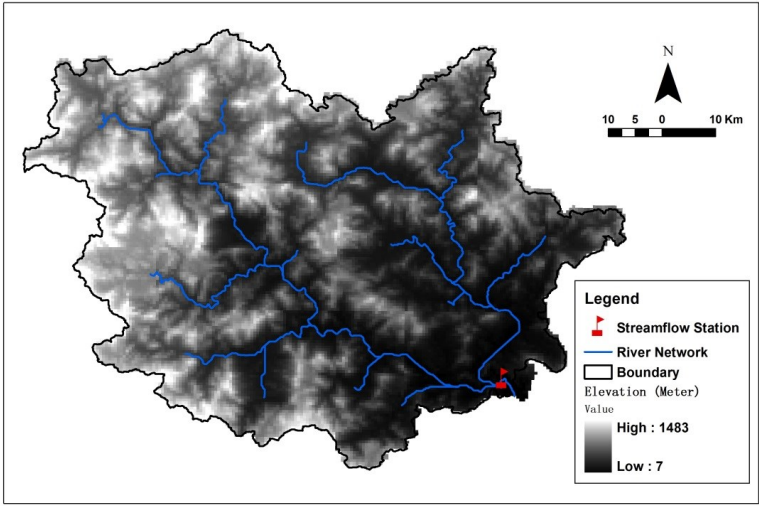 N
10 5 0 10 Km
Legend
Streamflow Station
River Network
Boundary
Elevation (Meter)
Value
High : 1483
Low : 7